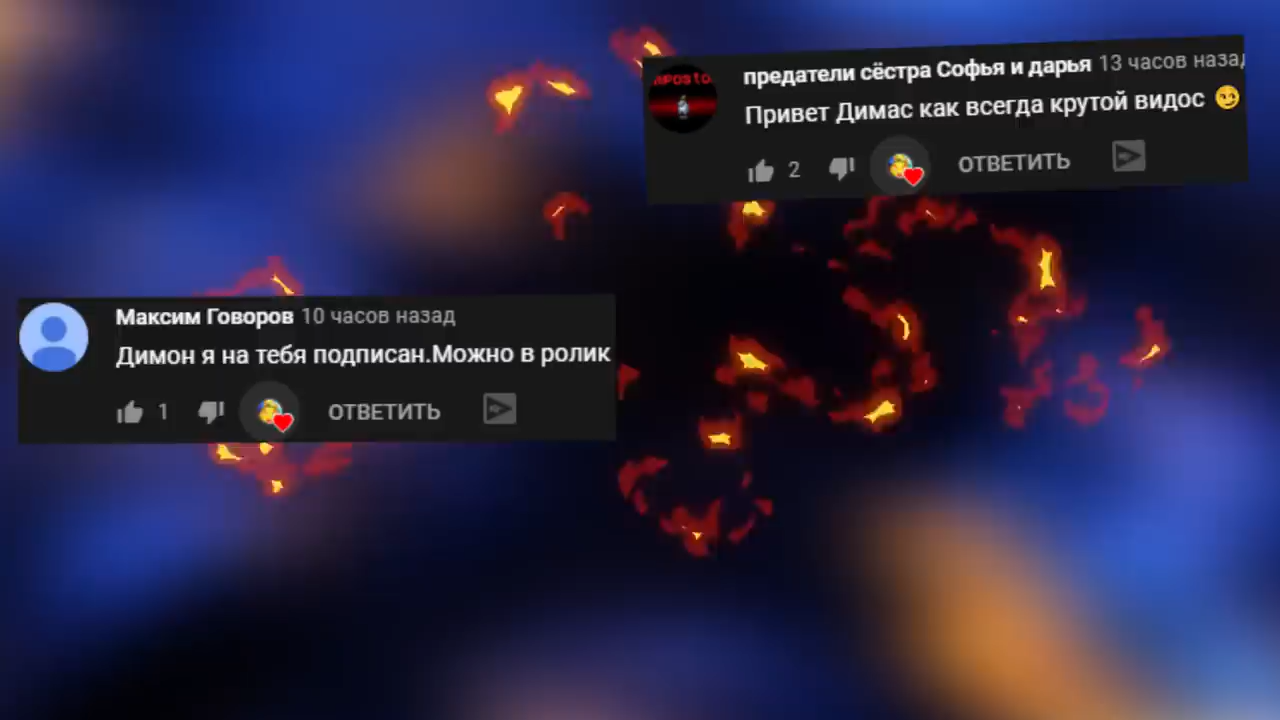 предатели сёстра Софья и дарья 13 часов назад
Привет Димас как всегда крутой видос 😏
2 ОТВЕТИТЬ
Максим Говоров 10 часов назад
Димон я на тебя подписан.Можно в ролик
1 ОТВЕТИТЬ